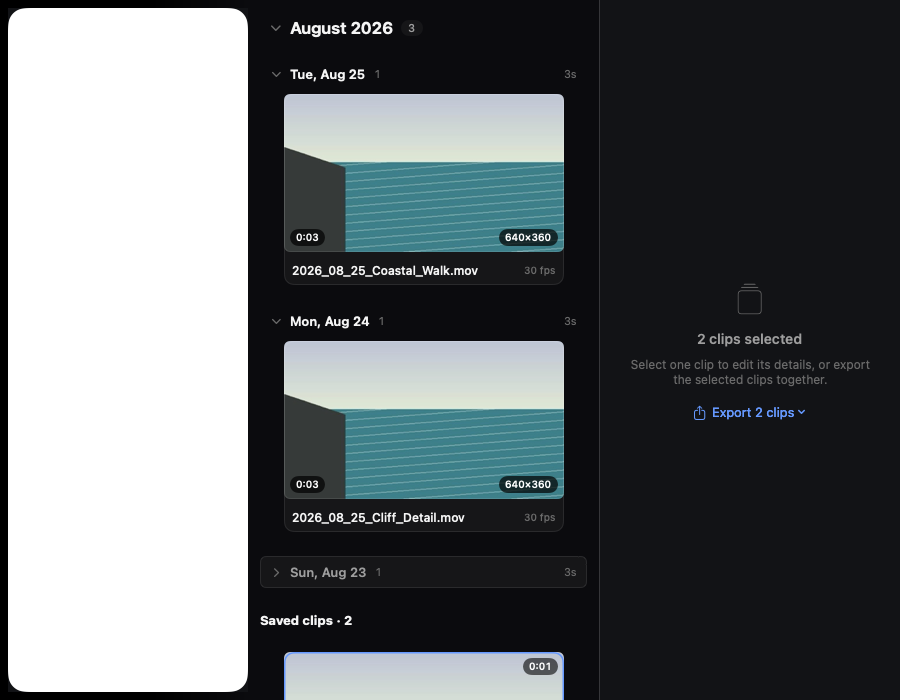 August 2026 3
Tue, Aug 25 1 3s
0:03 640×360
2026_08_25_Coastal_Walk.mov 30 fps
Mon, Aug 24 1 3s
0:03 640×360
2026_08_25_Cliff_Detail.mov 30 fps
Sun, Aug 23 1 3s
Saved clips · 2
0:01
2 clips selected
Select one clip to edit its details, or export
the selected clips together.
Export 2 clips